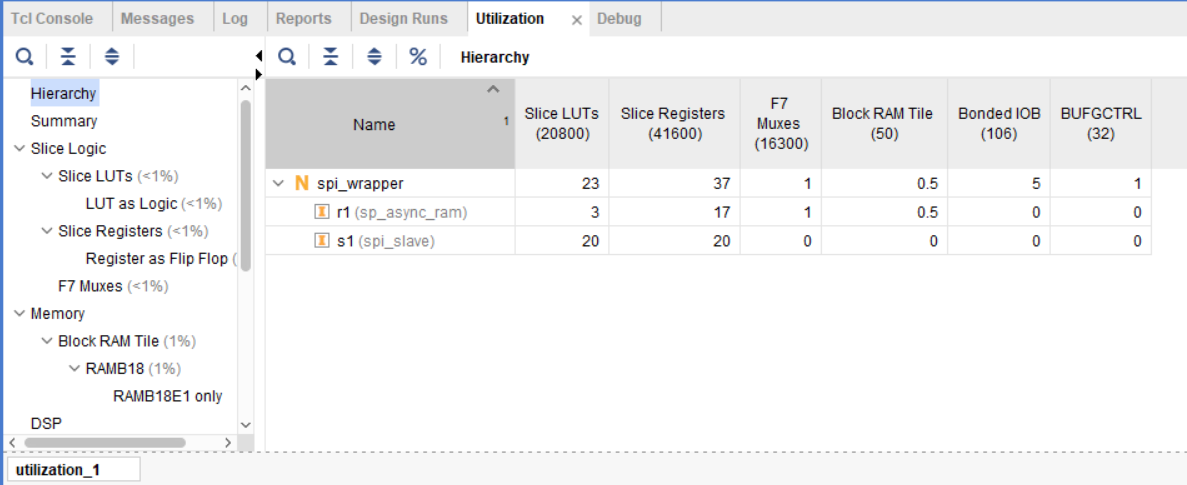 Tcl Console Messages Log Reports Design Runs Utilization × Debug
% Hierarchy
Hierarchy
Summary
Slice Logic
Slice LUTs (<1%)
LUT as Logic (<1%)
Slice Registers (<1%)
Register as Flip Flop (
F7 Muxes (<1%)
Memory
Block RAM Tile (1%)
RAMB18 (1%)
RAMB18E1 only
DSP
Name 1 Slice LUTs (20800) Slice Registers (41600) F7 Muxes (16300) Block RAM Tile (50) Bonded IOB (106) BUFGCTRL (32)
N spi_wrapper 23 37 1 0.5 5 1
I r1 (sp_async_ram) 3 17 1 0.5 0 0
I s1 (spi_slave) 20 20 0 0 0 0
utilization_1